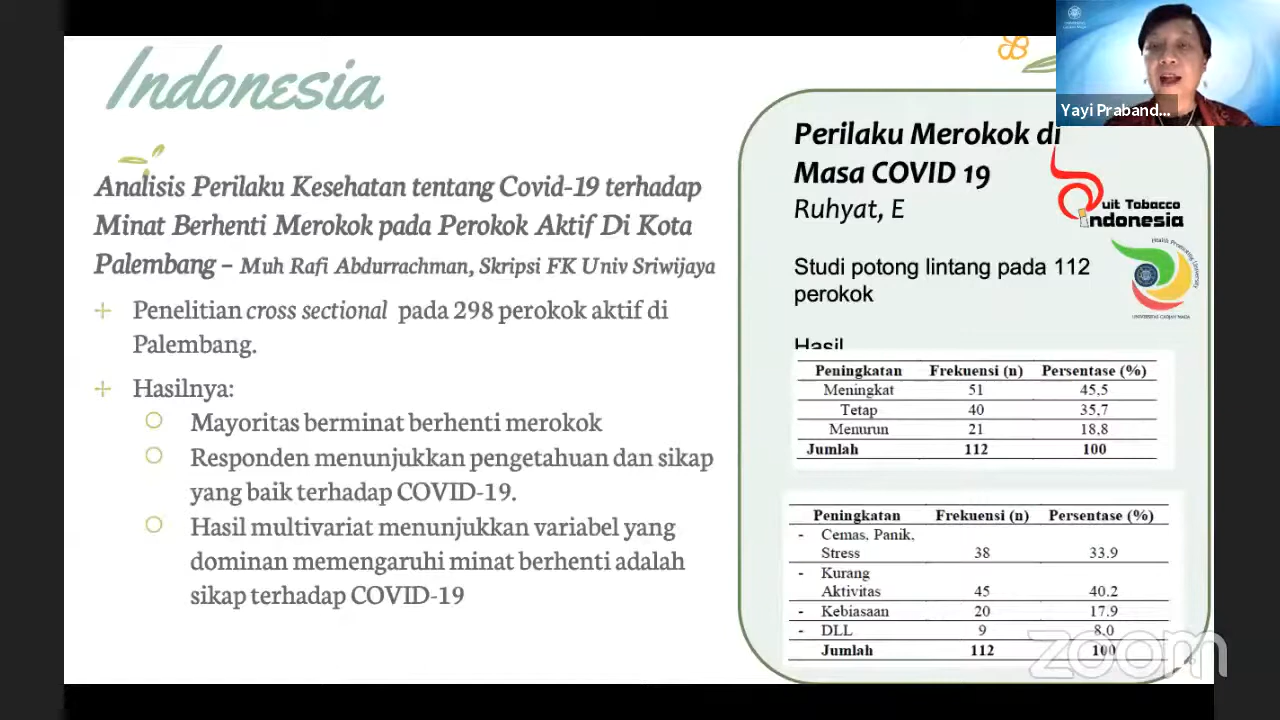 Indonesia
Analisis Perilaku Kesehatan tentang Covid-19 terhadap
Minat Berhenti Merokok pada Perokok Aktif Di Kota
Palembang – Muh Rafi Abdurrachman, Skripsi FK Univ Sriwijaya
Penelitian cross sectional pada 298 perokok aktif di
Palembang.
Hasilnya:
Mayoritas berminat berhenti merokok
Responden menunjukkan pengetahuan dan sikap
yang baik terhadap COVID-19.
Hasil multivariat menunjukkan variabel yang
dominan memengaruhi minat berhenti adalah
sikap terhadap COVID-19
Yayi Praband...
Perilaku Merokok di
Masa COVID 19
Ruhyat, E
Quit Tobacco
Indonesia
Health Promoting University
UNIVERSITAS GADJAH MADA
Studi potong lintang pada 112
perokok
Hasil
Peningkatan Frekuensi (n) Persentase (%)
Meningkat 51 45,5
Tetap 40 35,7
Menurun 21 18,8
Jumlah 112 100
Peningkatan Frekuensi (n) Persentase (%)
- Cemas, Panik,
Stress 38 33.9
- Kurang
Aktivitas 45 40.2
- Kebiasaan 20 17.9
- DLL 9 8,0
Jumlah 112 100
zoom